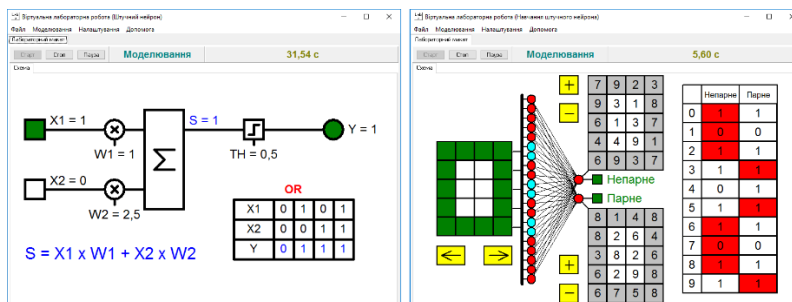 Віртуальна лабораторна робота (Штучний нейрон)
Файл Моделювання Налаштування Допомога
Лабораторний макет
Старт Стоп Пауза Моделювання 31,54 с
Схема
X1 = 1
S = 1
Y = 1
W1 = 1
Σ
TH = 0,5
X2 = 0
W2 = 2,5
OR
X1 0 1 0 1
X2 0 0 1 1
Y 0 1 1 1
S = X1 x W1 + X2 x W2
Віртуальна лабораторна робота (Навчання штучного нейрона)
Файл Моделювання Налаштування Допомога
Лабораторний макет
Старт Стоп Пауза Моделювання 5,60 с
Схема
+
−
7 9 2 3
9 3 1 8
6 1 3 7
4 4 9 1
6 9 3 7
Непарне
Парне
8 1 4 8
8 2 6 4
3 8 2 6
6 2 9 8
6 7 5 8
+
−
← →
Непарне Парне
0 1 1
1 0 0
2 1 1
3 1 1
4 0 1
5 1 1
6 1 1
7 0 0
8 1 1
9 1 1